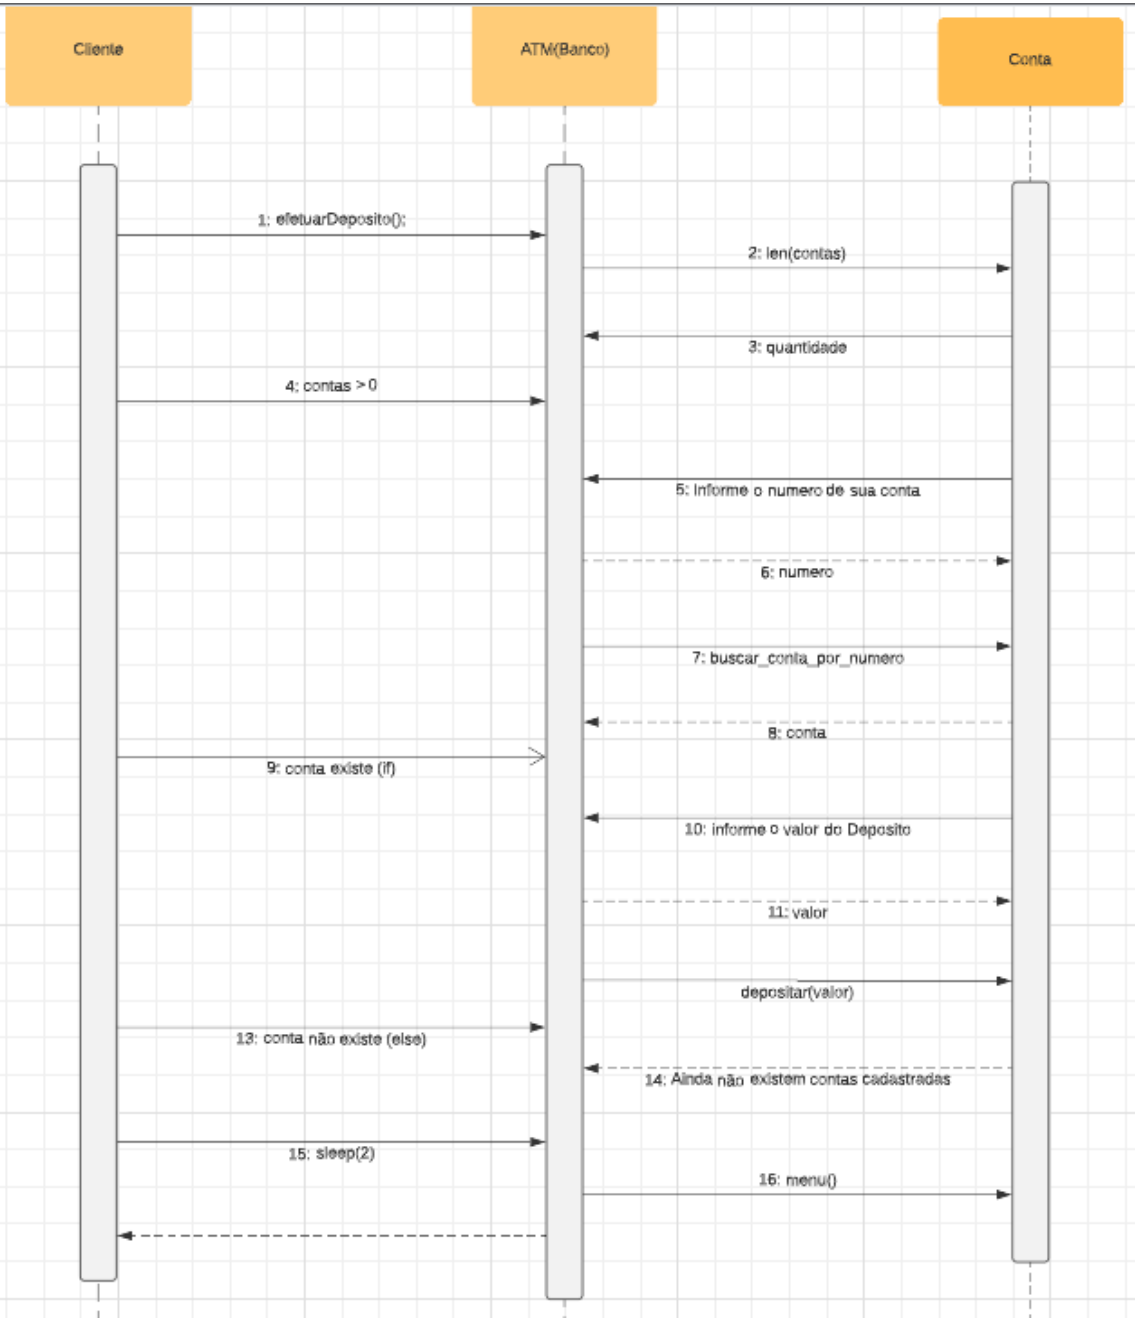 Cliente
ATM(Banco)
Conta
1: efetuarDeposito();
2: len(contas)
3: quantidade
4: contas > 0
5: Informe o numero de sua conta
6: numero
7: buscar_conta_por_numero
8: conta
9: conta existe (if)
10: informe o valor do Deposito
11: valor
depositar(valor)
13: conta não existe (else)
14: Ainda não existem contas cadastradas
15: sleep(2)
16: menu()